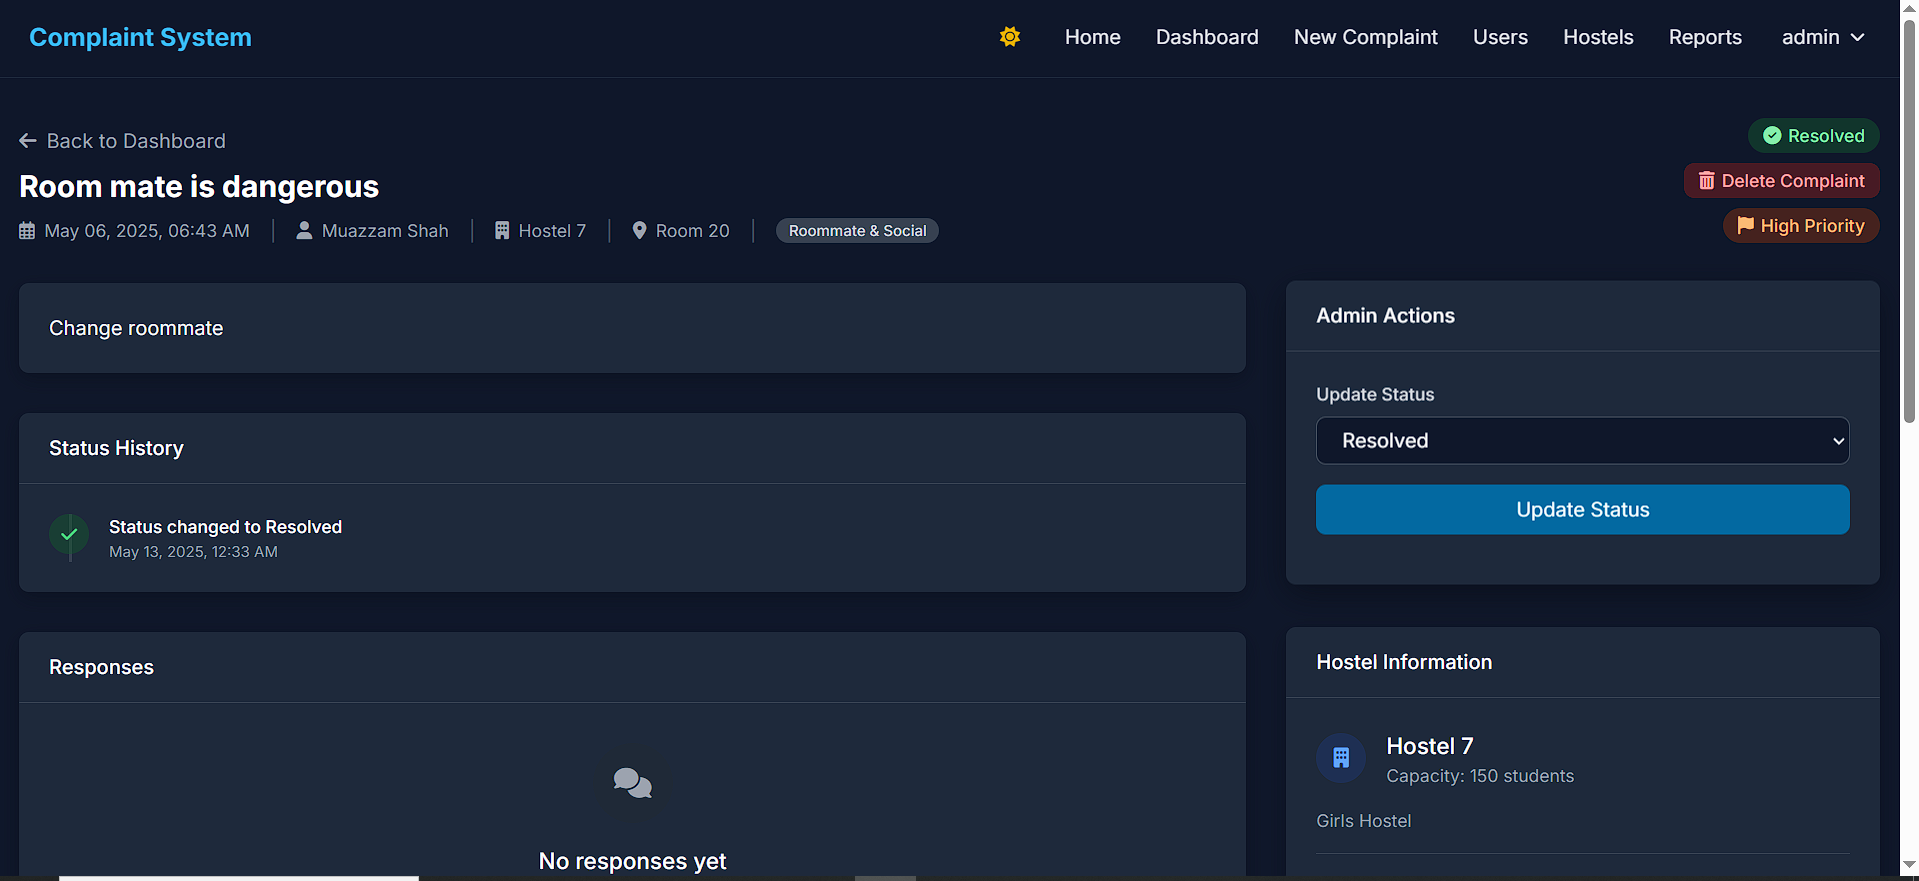 Complaint System
Home Dashboard New Complaint Users Hostels Reports admin
Back to Dashboard
Resolved
Delete Complaint
High Priority
Room mate is dangerous
May 06, 2025, 06:43 AM Muazzam Shah Hostel 7 Room 20 Roommate & Social
Change roommate
Status History
Status changed to Resolved
May 13, 2025, 12:33 AM
Responses
No responses yet
Admin Actions
Update Status
Resolved
Update Status
Hostel Information
Hostel 7
Capacity: 150 students
Girls Hostel